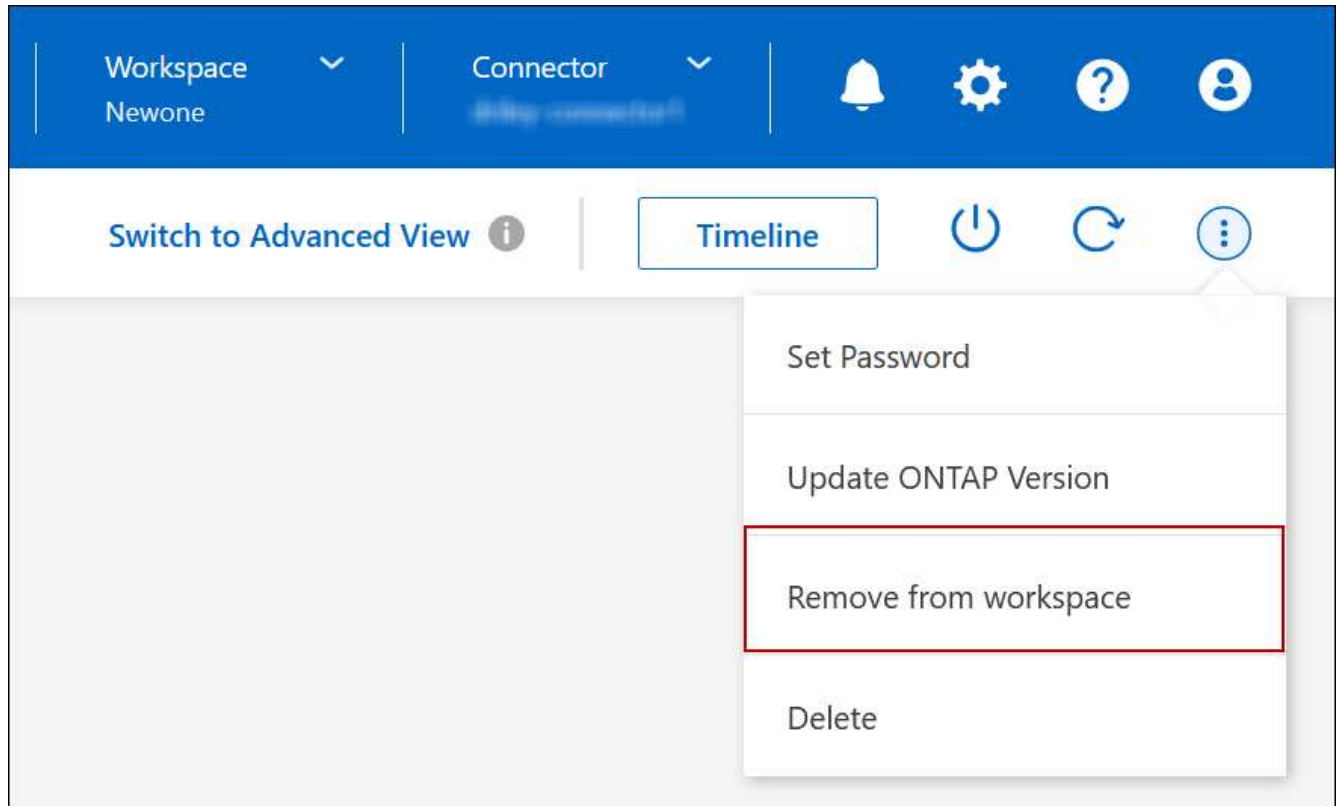 Workspace
Newone
Connector
Switch to Advanced View
Timeline
Set Password
Update ONTAP Version
Remove from workspace
Delete